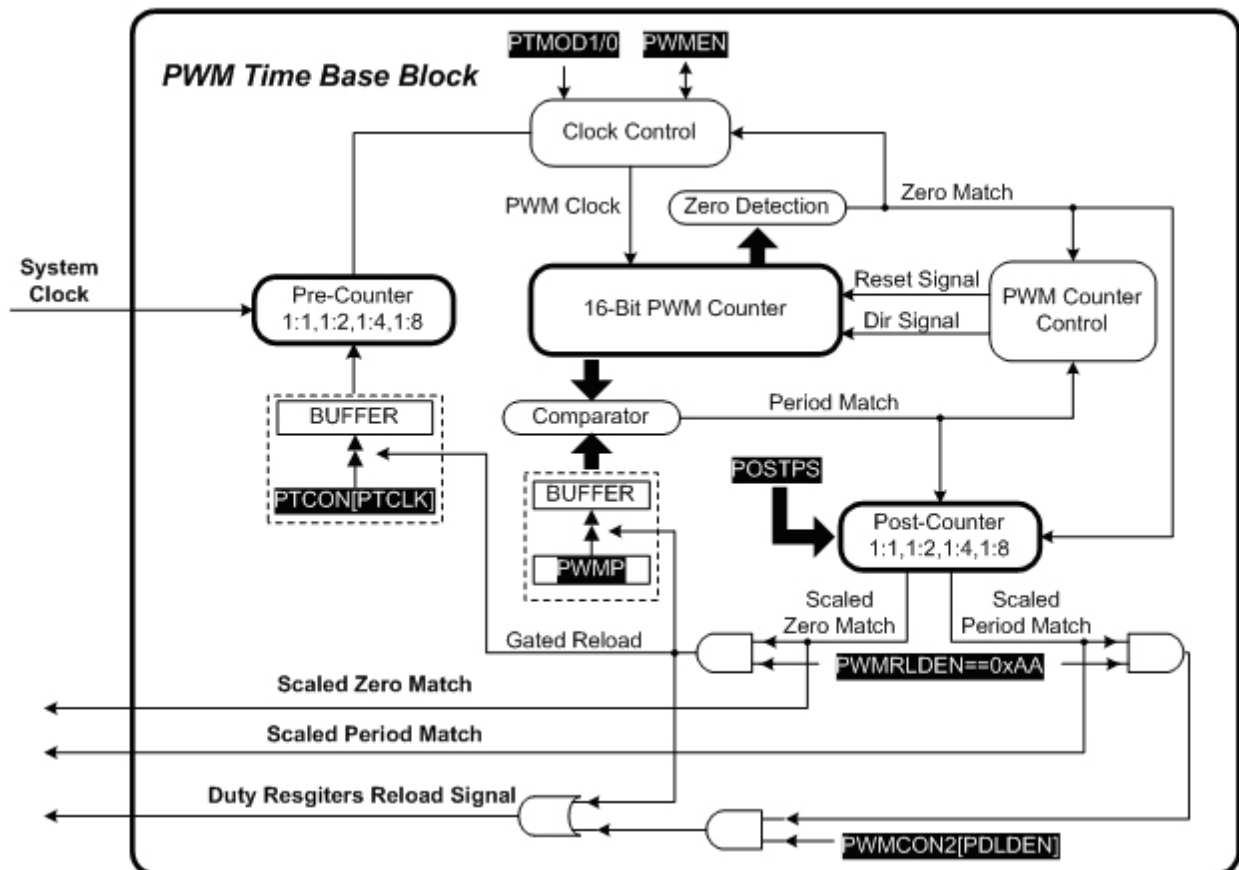 PTMOD1/0 PWMEN
PWM Time Base Block
Clock Control
Zero Match
PWM Clock
Zero Detection
System
Clock
Pre-Counter
1:1,1:2,1:4,1:8
16-Bit PWM Counter
Reset Signal
Dir Signal
PWM Counter
Control
BUFFER
Comparator
Period Match
PTCON[PTCLK]
BUFFER
PWMP
POSTPS
Post-Counter
1:1,1:2,1:4,1:8
Scaled
Zero Match
Scaled
Period Match
Gated Reload
PWMRLDEN==0xAA
Scaled Zero Match
Scaled Period Match
Duty Resgiters Reload Signal
PWMCON2[PDLDEN]